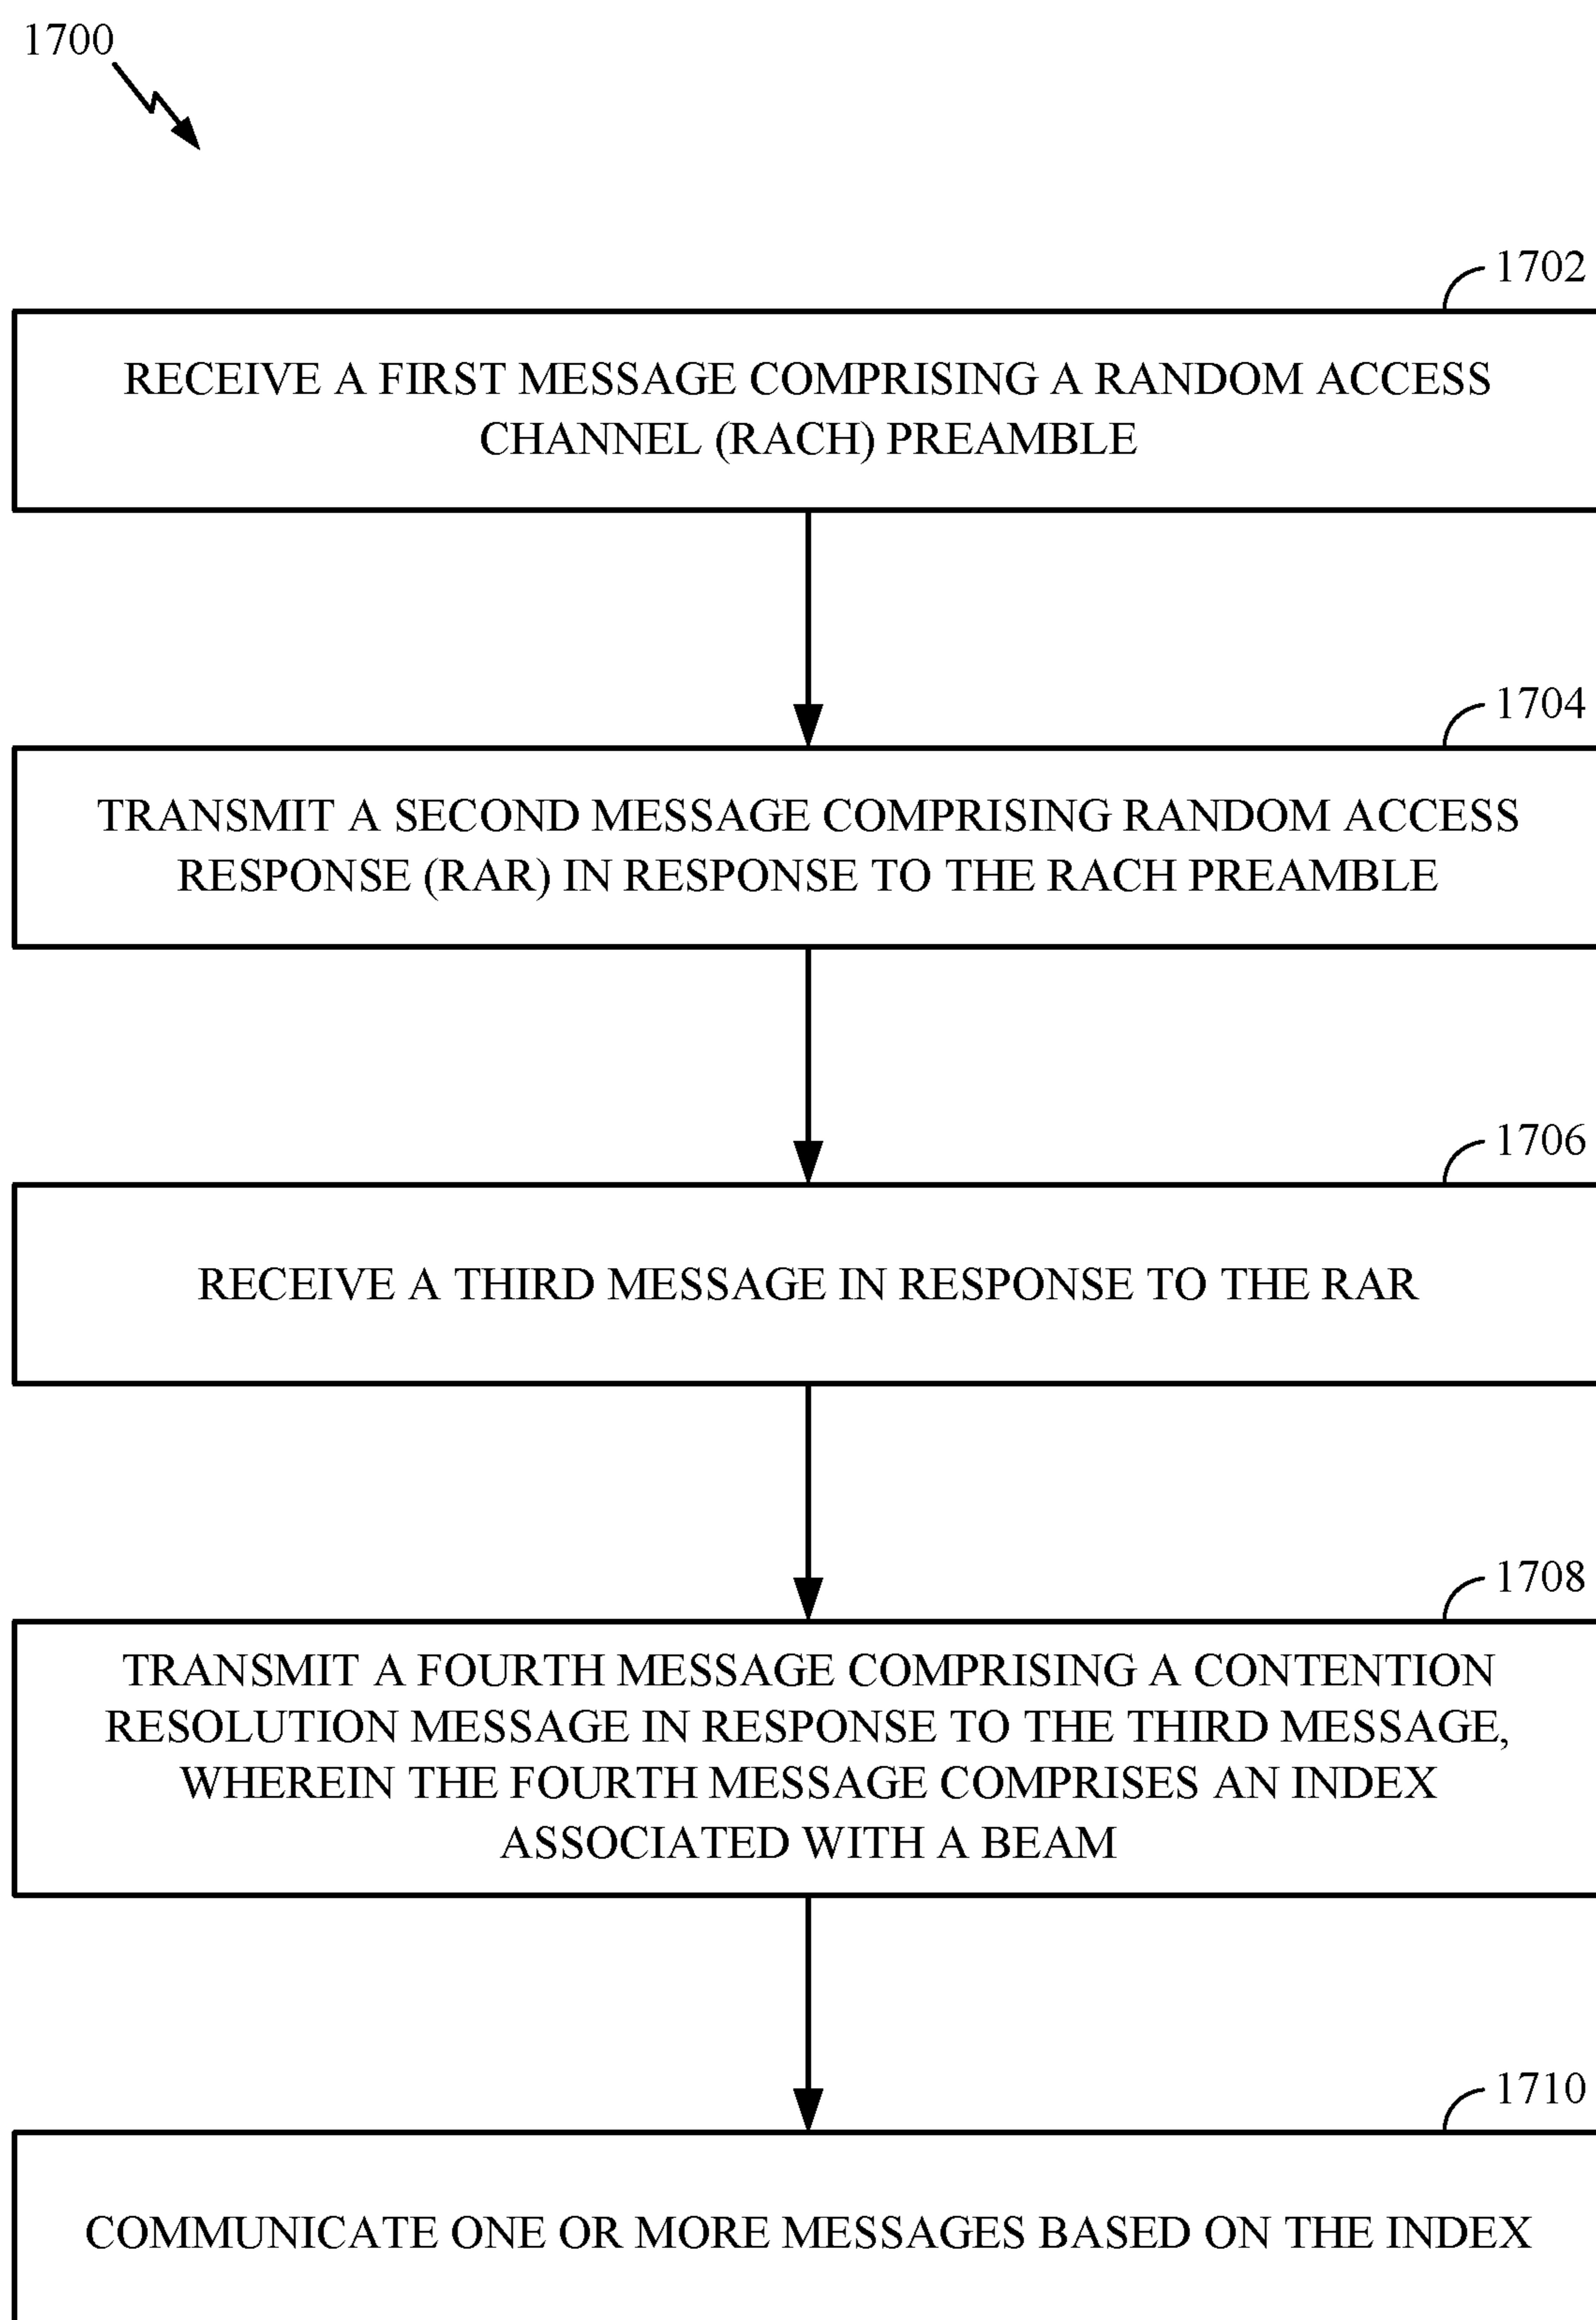 1700
1702
RECEIVE A FIRST MESSAGE COMPRISING A RANDOM ACCESS
CHANNEL (RACH) PREAMBLE
1704
TRANSMIT A SECOND MESSAGE COMPRISING RANDOM ACCESS
RESPONSE (RAR) IN RESPONSE TO THE RACH PREAMBLE
1706
RECEIVE A THIRD MESSAGE IN RESPONSE TO THE RAR
1708
TRANSMIT A FOURTH MESSAGE COMPRISING A CONTENTION
RESOLUTION MESSAGE IN RESPONSE TO THE THIRD MESSAGE,
WHEREIN THE FOURTH MESSAGE COMPRISES AN INDEX
ASSOCIATED WITH A BEAM
1710
COMMUNICATE ONE OR MORE MESSAGES BASED ON THE INDEX